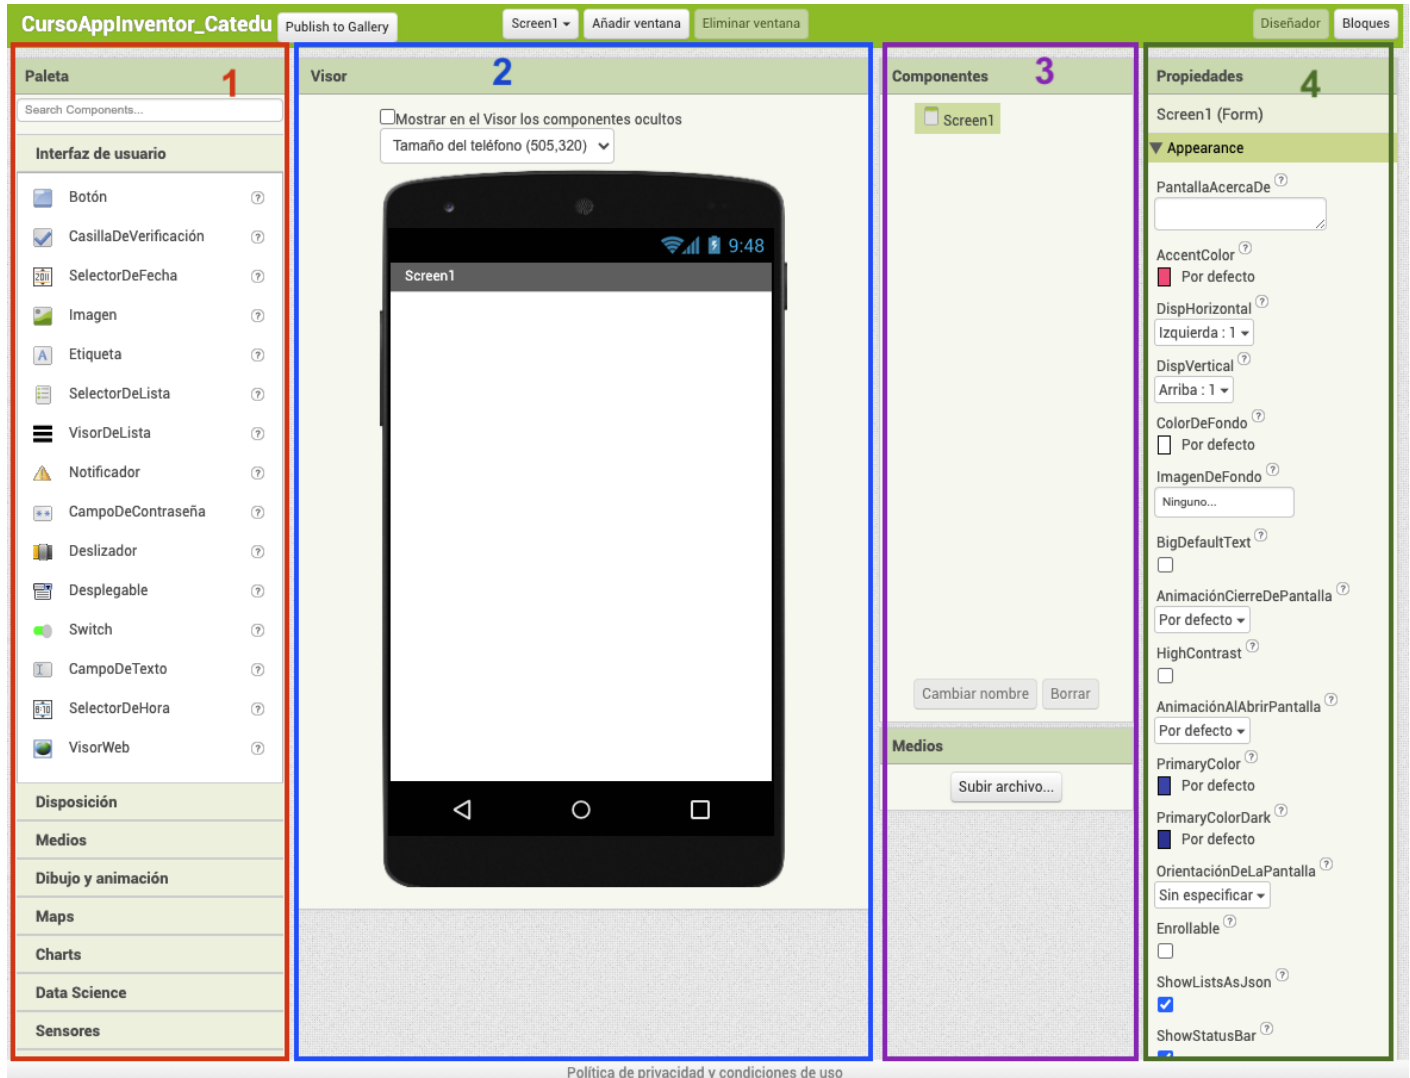 CursoAppInventor_Catedu
Publish to Gallery
Screen1
Añadir ventana
Eliminar ventana
Diseñador
Bloques
Paleta
1
Search Components...
Interfaz de usuario
Botón
CasillaDeVerificación
SelectorDeFecha
Imagen
Etiqueta
SelectorDeLista
VisorDeLista
Notificador
CampoDeContraseña
Deslizador
Desplegable
Switch
CampoDeTexto
SelectorDeHora
VisorWeb
Disposición
Medios
Dibujo y animación
Maps
Charts
Data Science
Sensores
Visor
2
Mostrar en el Visor los componentes ocultos
Tamaño del teléfono (505,320)
9:48
Screen1
Componentes
3
Screen1
Cambiar nombre
Borrar
Medios
Subir archivo...
Propiedades
4
Screen1 (Form)
Appearance
PantallaAcercaDe
AccentColor
Por defecto
DispHorizontal
Izquierda : 1
DispVertical
Arriba : 1
ColorDeFondo
Por defecto
ImagenDeFondo
Ninguno...
BigDefaultText
AnimaciónCierreDePantalla
Por defecto
HighContrast
AnimaciónAlAbrirPantalla
Por defecto
PrimaryColor
Por defecto
PrimaryColorDark
Por defecto
OrientaciónDeLaPantalla
Sin especificar
Enrollable
ShowListsAsJson
ShowStatusBar
Política de privacidad y condiciones de uso